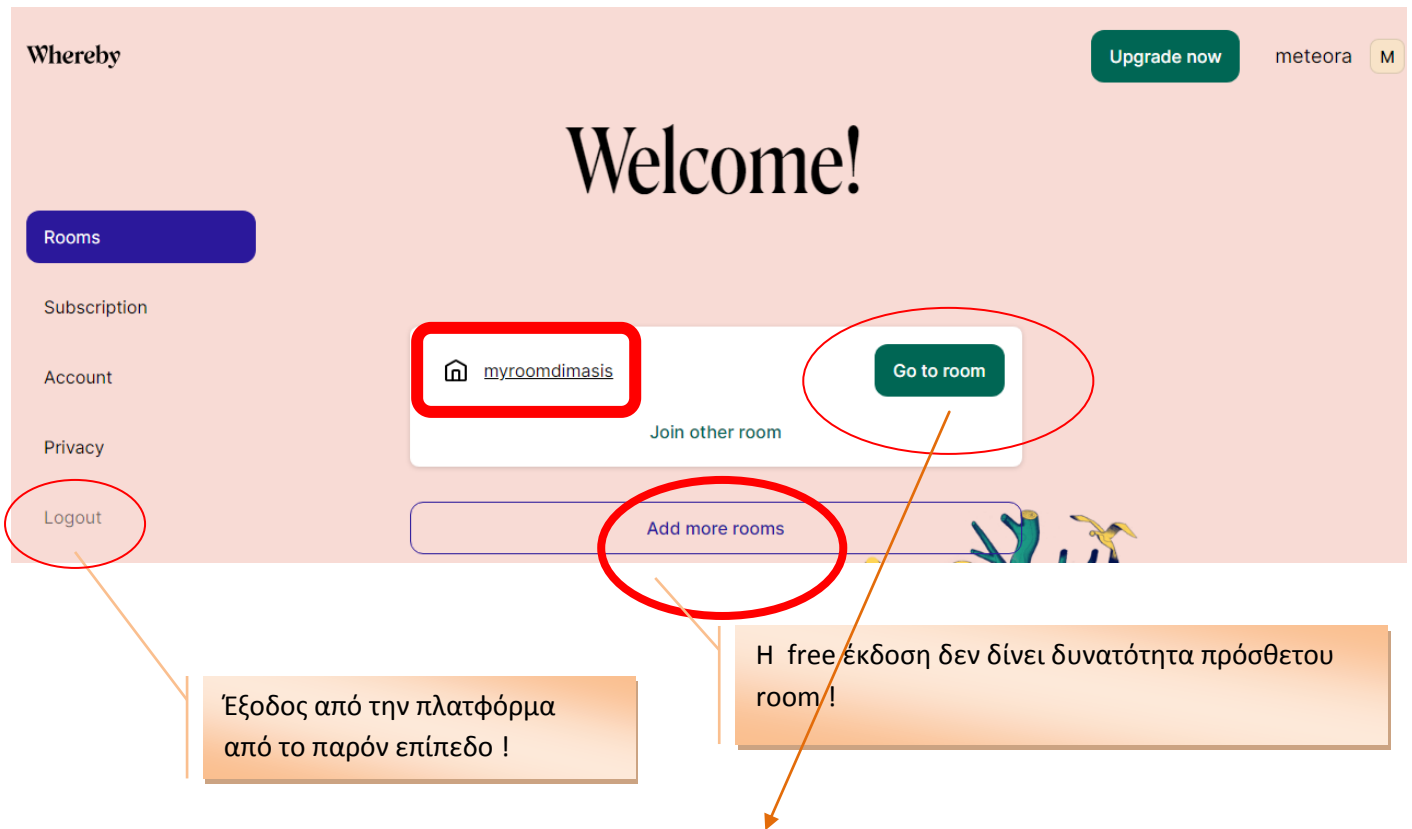 Whereby
Upgrade now
meteora
M
Welcome!
Rooms
Subscription
Account
Privacy
Logout
myroomdimasis
Go to room
Join other room
Add more rooms
Η free έκδοση δεν δίνει δυνατότητα πρόσθετου
room !
Έξοδος από την πλατφόρμα
από το παρόν επίπεδο !